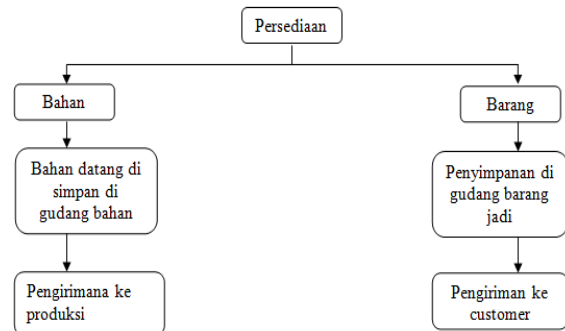 Persediaan
Bahan
Barang
Bahan datang di
simpan di
gudang bahan
Penyimpanan di
gudang barang
jadi
Pengirimana ke
produksi
Pengiriman ke
customer